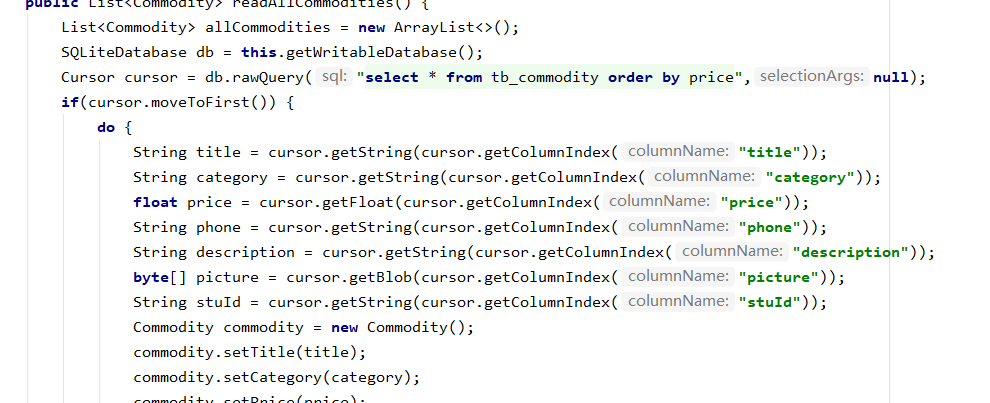 public List<Commodity> readAllCommodities() {
List<Commodity> allCommodities = new ArrayList<>();
SQLiteDatabase db = this.getWritableDatabase();
Cursor cursor = db.rawQuery( sql: "select * from tb_commodity order by price", selectionArgs: null);
if(cursor.moveToFirst()) {
do {
String title = cursor.getString(cursor.getColumnIndex( columnName: "title"));
String category = cursor.getString(cursor.getColumnIndex( columnName: "category"));
float price = cursor.getFloat(cursor.getColumnIndex( columnName: "price"));
String phone = cursor.getString(cursor.getColumnIndex( columnName: "phone"));
String description = cursor.getString(cursor.getColumnIndex( columnName: "description"));
byte[] picture = cursor.getBlob(cursor.getColumnIndex( columnName: "picture"));
String stuId = cursor.getString(cursor.getColumnIndex( columnName: "stuId"));
Commodity commodity = new Commodity();
commodity.setTitle(title);
commodity.setCategory(category);
commodity.setPrice(price);